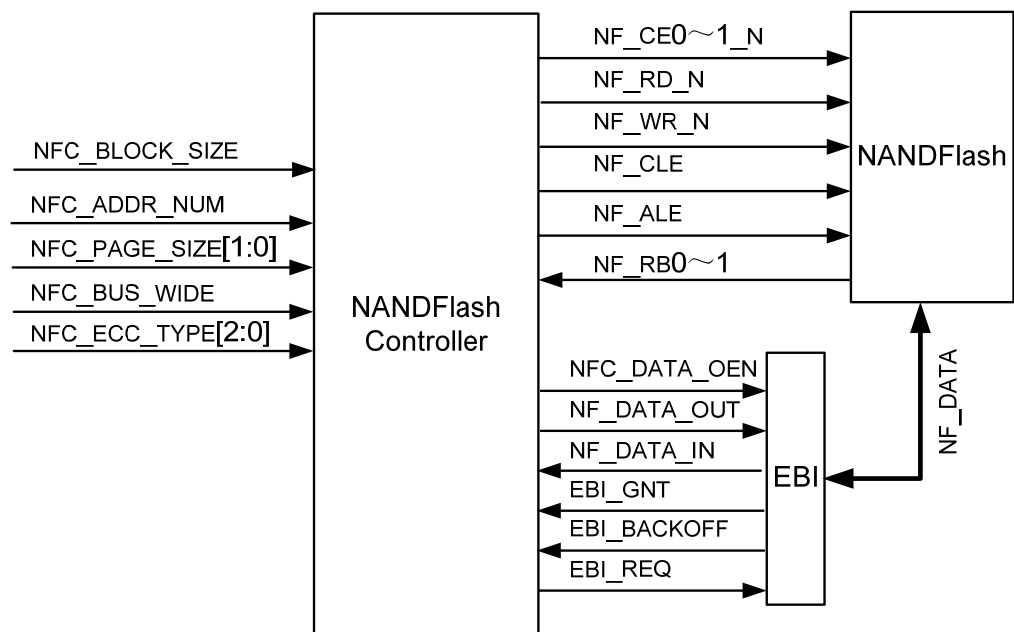 NFC_BLOCK_SIZE
NFC_ADDR_NUM
NFC_PAGE_SIZE[1:0]
NFC_BUS_WIDE
NFC_ECC_TYPE[2:0]
NANDFlash
Controller
NF_CE0～1_N
NF_RD_N
NF_WR_N
NF_CLE
NF_ALE
NF_RB0～1
NANDFlash
NFC_DATA_OEN
NF_DATA_OUT
NF_DATA_IN
EBI_GNT
EBI_BACKOFF
EBI_REQ
EBI
NF_DATA